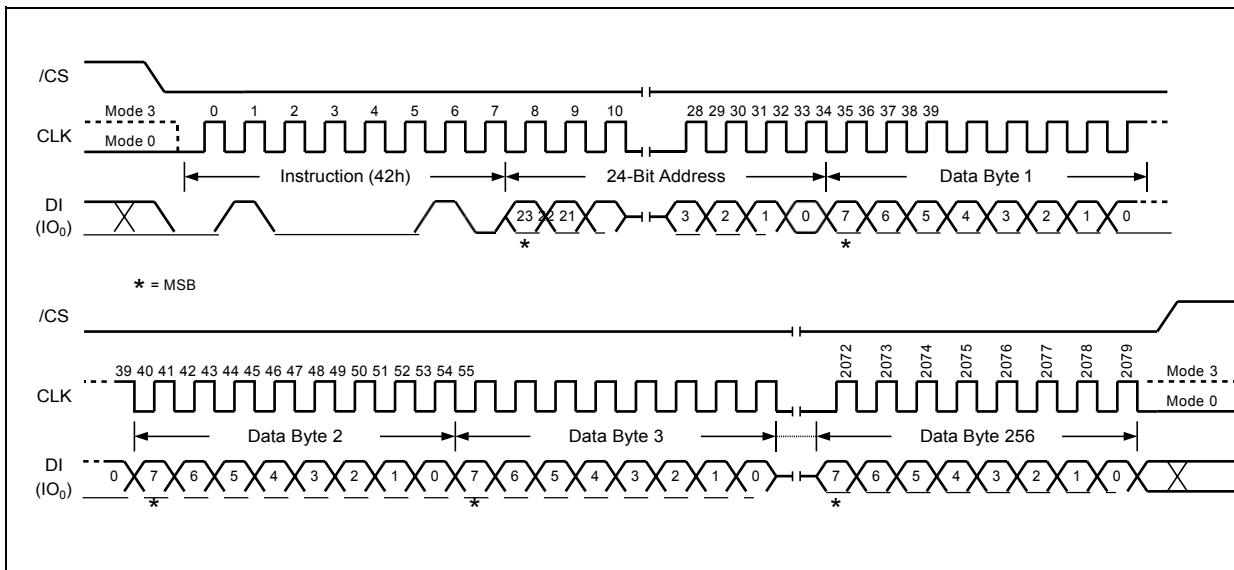 /CS
Mode 3
0 1 2 3 4 5 6 7 8 9 10 28 29 30 31 32 33 34 35 36 37 38 39
CLK
Mode 0
Instruction (42h) 24-Bit Address Data Byte 1
DI
(IO0)
23 22 21 3 2 1 0 7 6 5 4 3 2 1 0
* *
* = MSB
/CS
39 40 41 42 43 44 45 46 47 48 49 50 51 52 53 54 55 2072 2073 2074 2075 2076 2077 2078 2079
Mode 3
CLK
Mode 0
Data Byte 2 Data Byte 3 Data Byte 256
DI
(IO0)
0 7 6 5 4 3 2 1 0 7 6 5 4 3 2 1 0 7 6 5 4 3 2 1 0
* * *